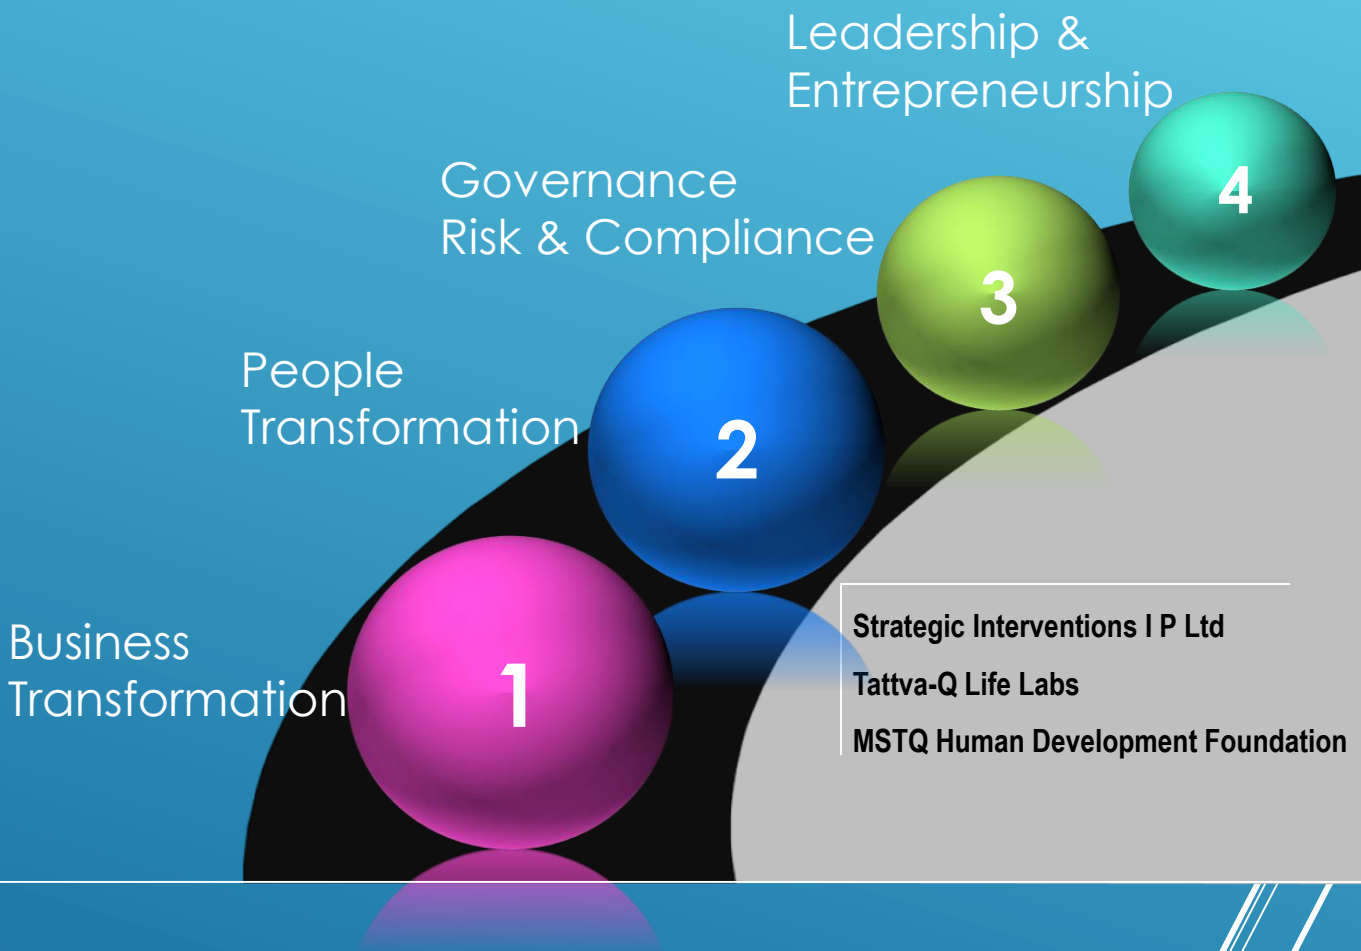 Leadership &
Entrepreneurship
4
Governance
Risk & Compliance
3
People
Transformation
2
Business
Transformation
1
Strategic Interventions I P Ltd
Tattva-Q Life Labs
MSTQ Human Development Foundation